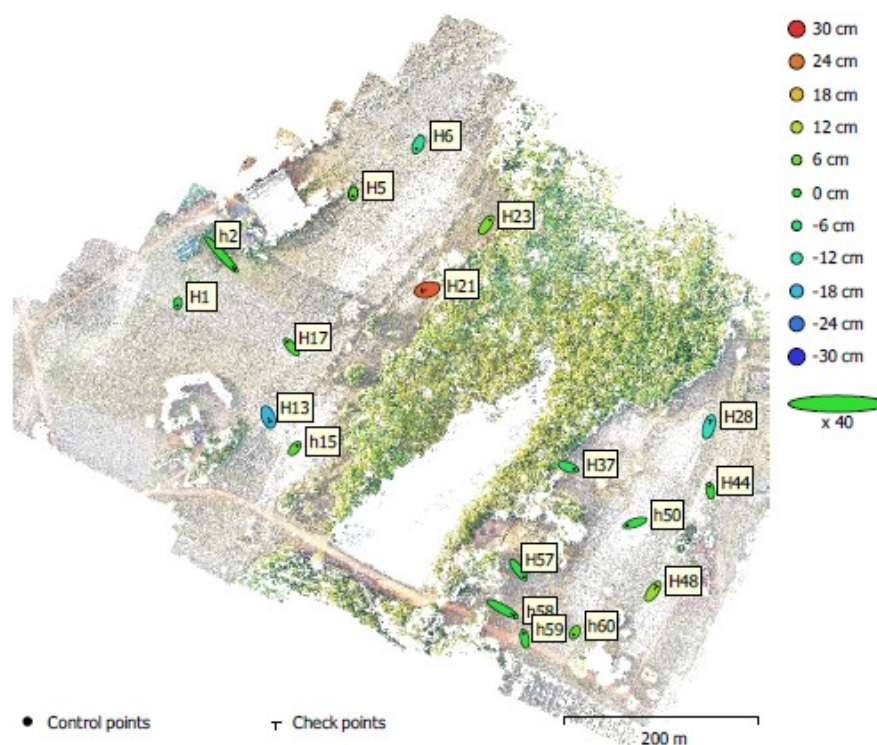 30 cm
24 cm
18 cm
12 cm
6 cm
0 cm
-6 cm
-12 cm
-18 cm
-24 cm
-30 cm
x 40
H6
H5
H23
h2
H21
H1
H17
H13
h15
H28
H37
H44
h50
H57
H48
h58
h59
h60
Control points
Check points
200 m